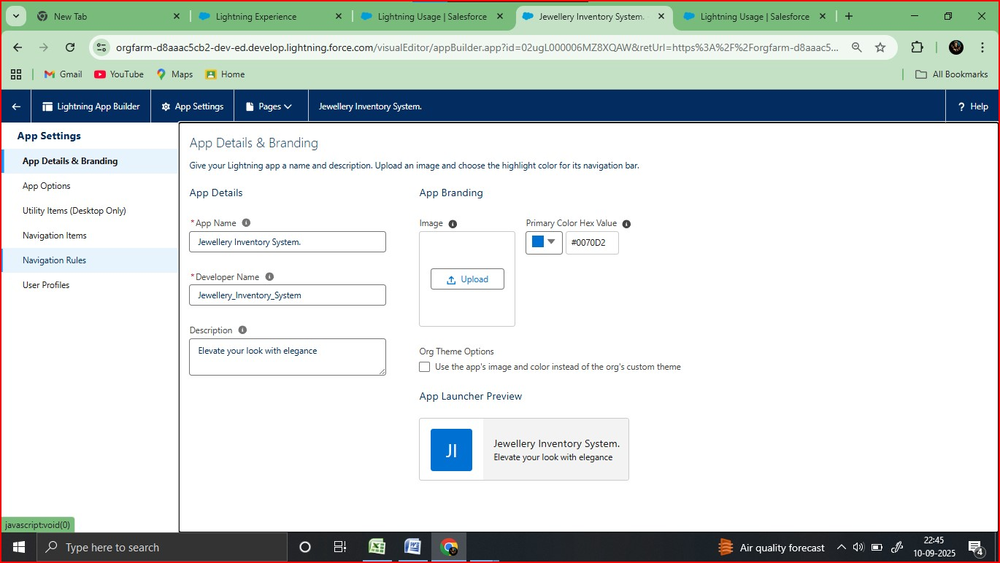 New Tab
Lightning Experience
Lightning Usage | Salesforce
Jewellery Inventory System.
Lightning Usage | Salesforce
orgfarm-d8aaac5cb2-dev-ed.develop.lightning.force.com/visualEditor/appBuilder.app?id=02ugL000006MZ8XQAW&retUrl=https%3A%2F%2Forgfarm-d8aaac5...
Gmail
YouTube
Maps
Home
All Bookmarks
Lightning App Builder
App Settings
Pages
Jewellery Inventory System.
? Help
App Settings
App Details & Branding
App Options
Utility Items (Desktop Only)
Navigation Items
Navigation Rules
User Profiles
App Details & Branding
Give your Lightning app a name and description. Upload an image and choose the highlight color for its navigation bar.
App Details
*App Name
Jewellery Inventory System.
*Developer Name
Jewellery_Inventory_System
Description
Elevate your look with elegance
App Branding
Image
Upload
Primary Color Hex Value
#0070D2
Org Theme Options
Use the app's image and color instead of the org's custom theme
App Launcher Preview
JI
Jewellery Inventory System.
Elevate your look with elegance
javascript:void(0)
Type here to search
Air quality forecast
22:45
10-09-2025
4